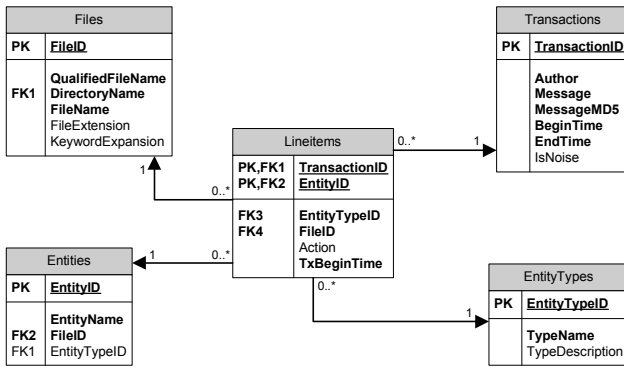 Files
PK FileID
QualifiedFileName
FK1 DirectoryName
FileName
FileExtension
KeywordExpansion
Transactions
PK TransactionID
Author
Message
MessageMD5
BeginTime
EndTime
IsNoise
Lineitems
PK,FK1 TransactionID
PK,FK2 EntityID
FK3 EntityTypeID
FK4 FileID
Action
TxBeginTime
Entities
PK EntityID
EntityName
FK2 FileID
FK1 EntityTypeID
EntityTypes
PK EntityTypeID
TypeName
TypeDescription
1
0..*
0..*
1
1
0..*
0..*
1